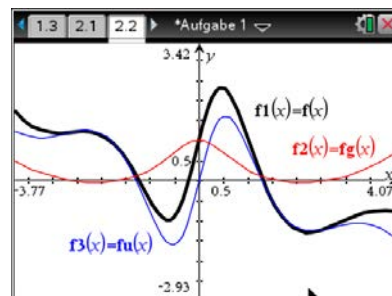 1.3 2.1 2.2 *Aufgabe 1
3.42 y
f1(x)=f(x)
f2(x)=fg(x)
0.5
x
-3.77 0.5 4.07
f3(x)=fu(x)
-2.93